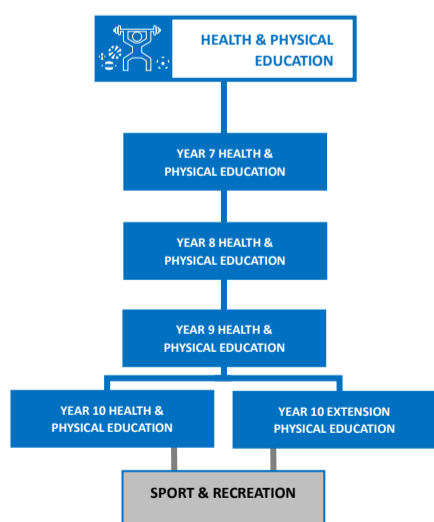 HEALTH & PHYSICAL
EDUCATION
YEAR 7 HEALTH &
PHYSICAL EDUCATION
YEAR 8 HEALTH &
PHYSICAL EDUCATION
YEAR 9 HEALTH &
PHYSICAL EDUCATION
YEAR 10 HEALTH &
PHYSICAL EDUCATION
YEAR 10 EXTENSION
PHYSICAL EDUCATION
SPORT & RECREATION